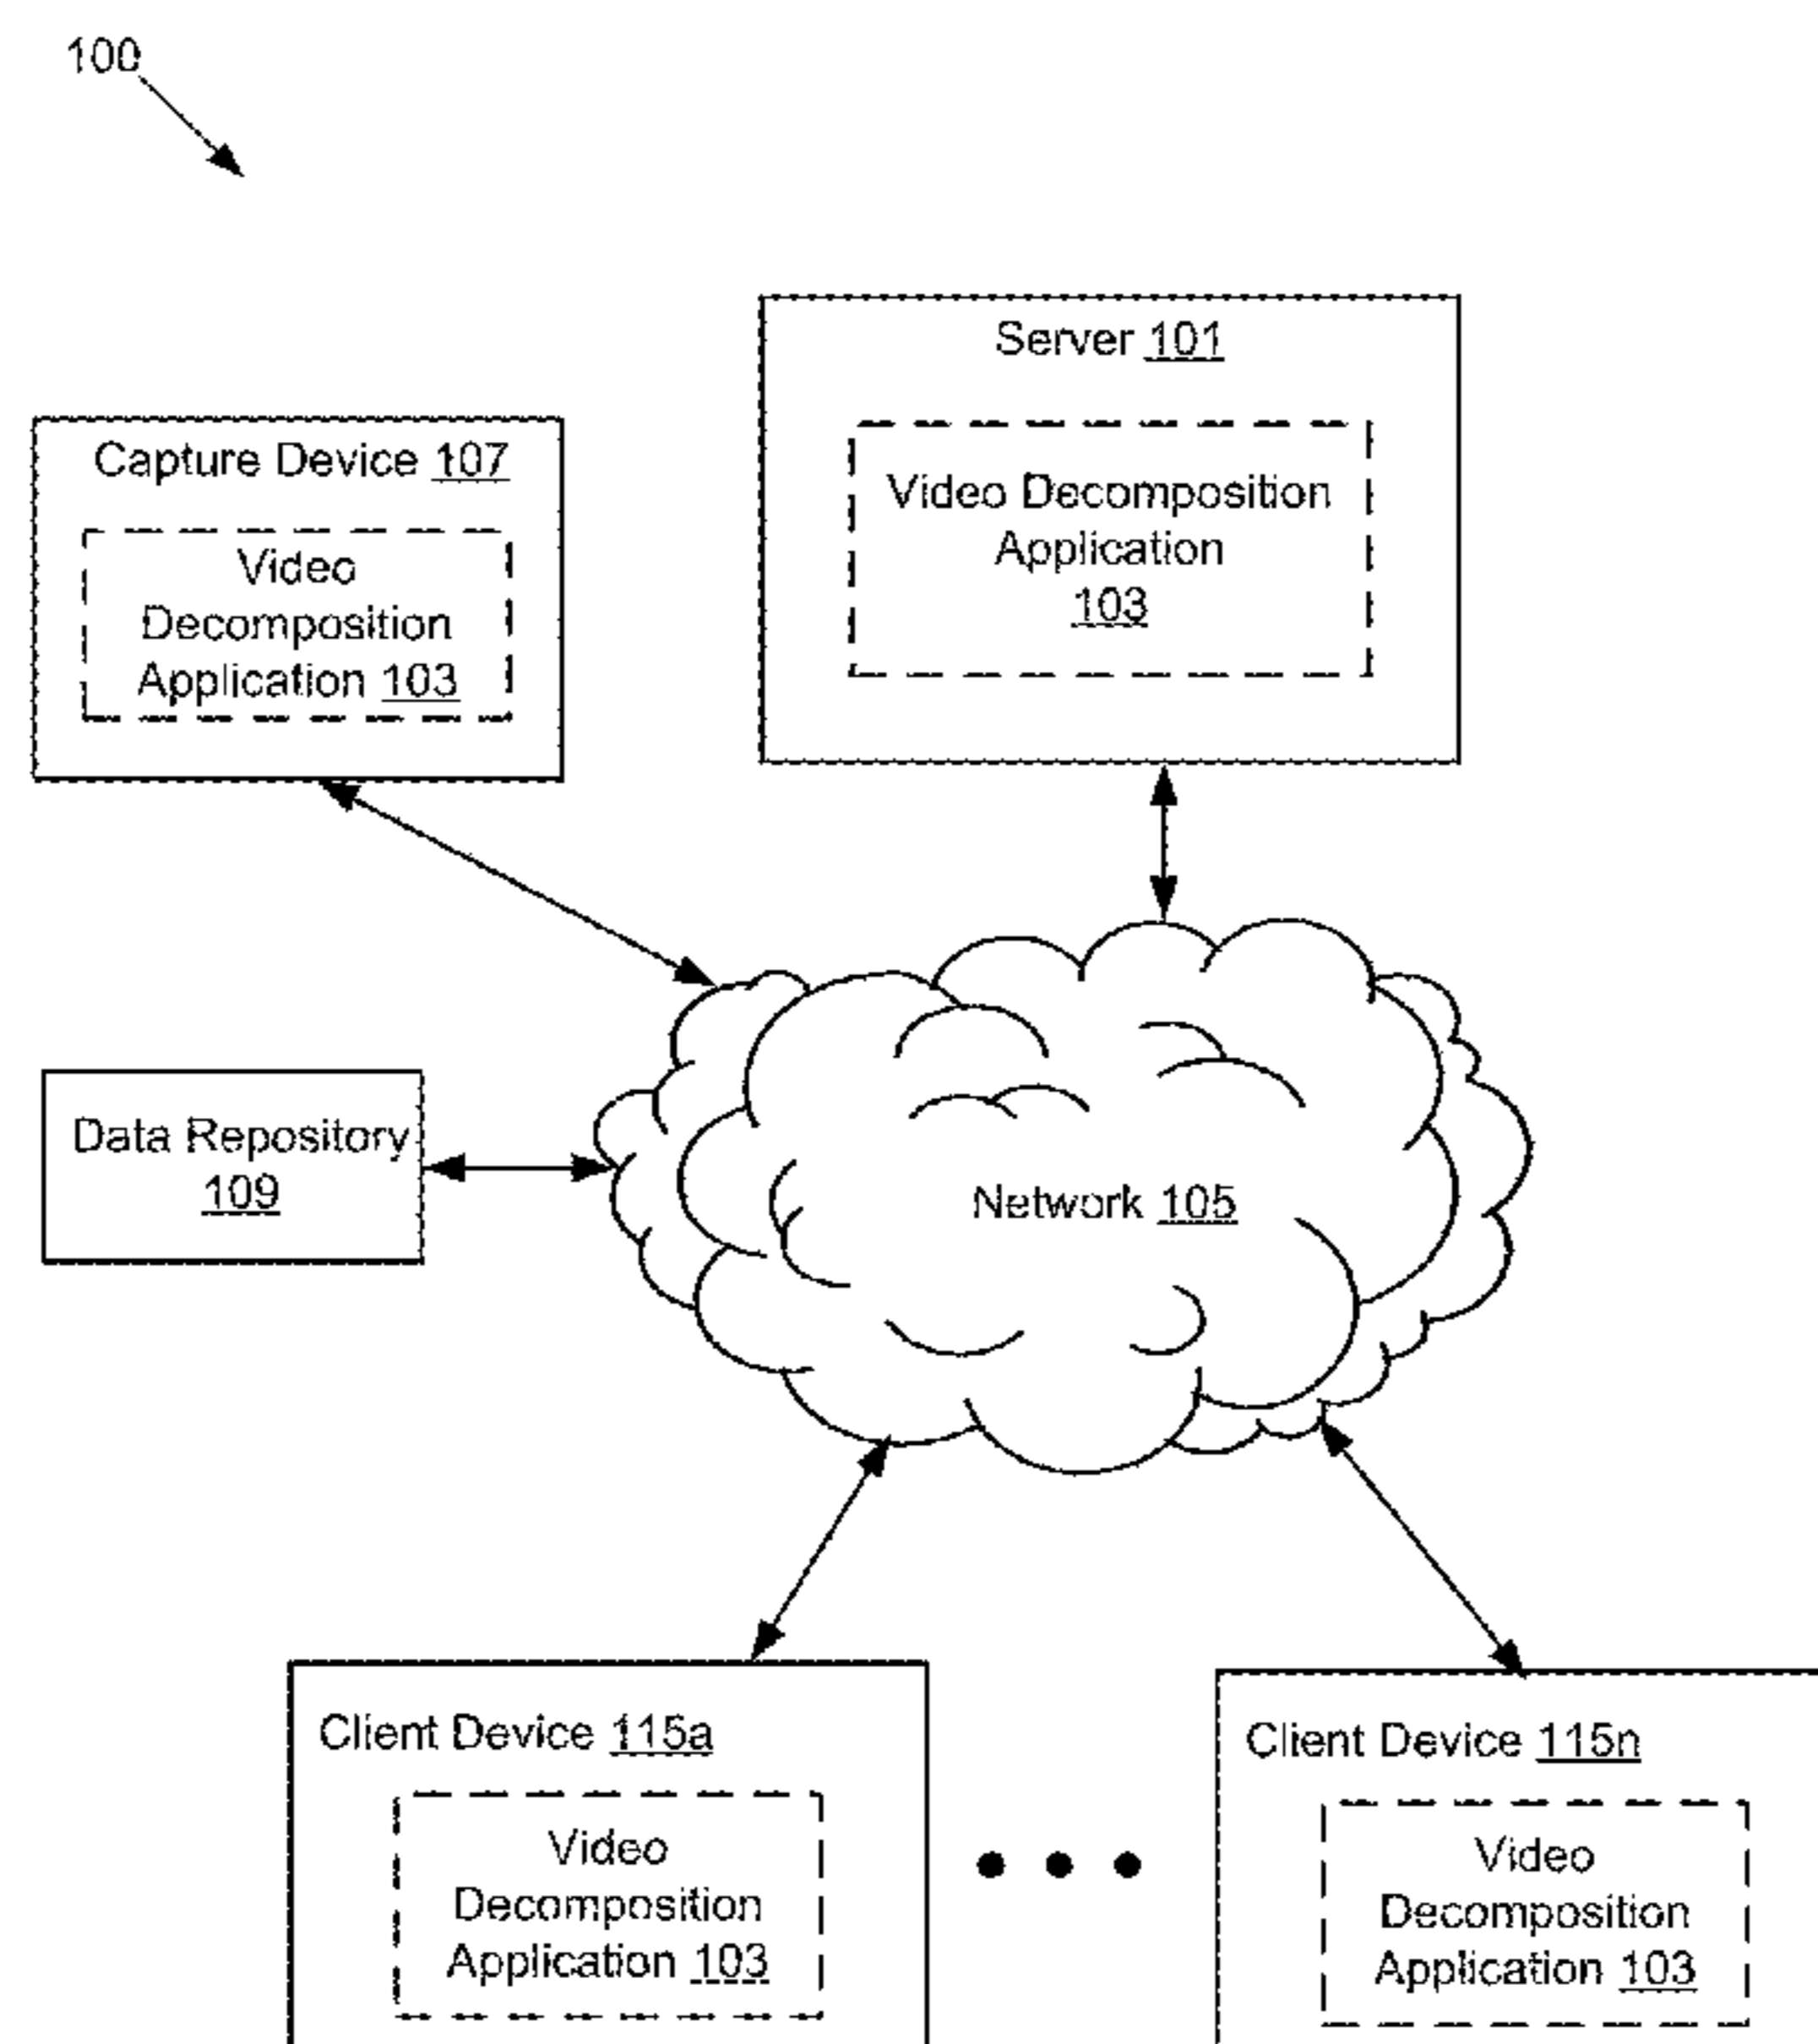 100
Server 101
Video Decomposition
Application
103
Capture Device 107
Video
Decomposition
Application 103
Data Repository
109
Network 105
Client Device 115a
Video
Decomposition
Application 103
Client Device 115n
Video
Decomposition
Application 103